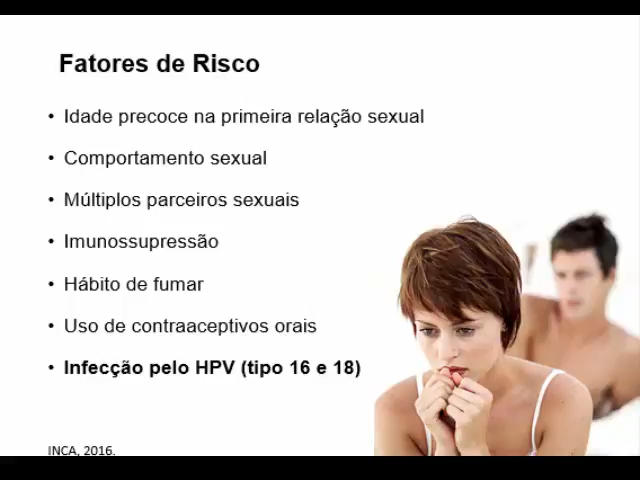 Fatores de Risco
• Idade precoce na primeira relação sexual
• Comportamento sexual
• Múltiplos parceiros sexuais
• Imunossupressão
• Hábito de fumar
• Uso de contraaceptivos orais
• Infecção pelo HPV (tipo 16 e 18)
INCA, 2016.